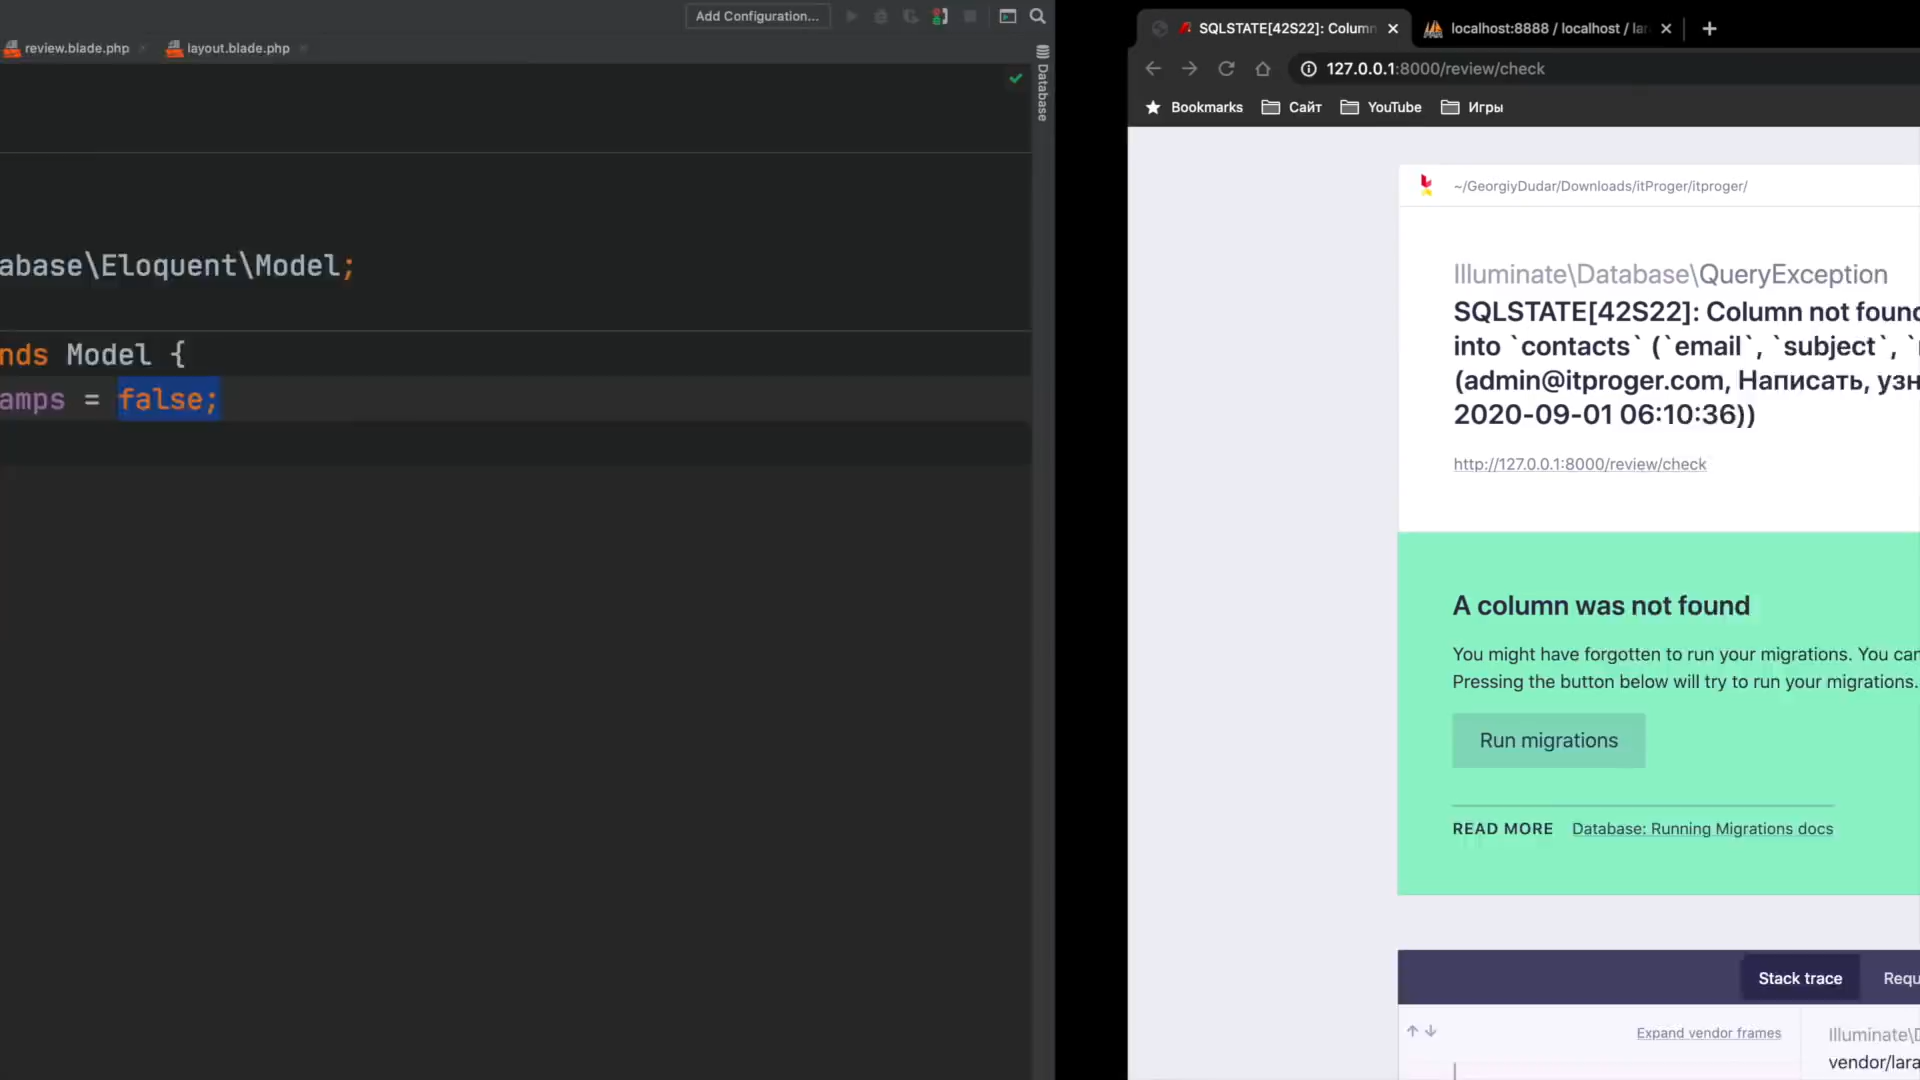 Add Configuration...
review.blade.php
layout.blade.php
Database
abase\Eloquent\Model;
nds Model {
amps = false;
SQLSTATE[42S22]: Column
localhost:8888 / localhost / lar
127.0.0.1:8000/review/check
Bookmarks
Сайт
YouTube
Игры
~/GeorgiyDudar/Downloads/itProger/itproger/
Illuminate\Database\QueryException
SQLSTATE[42S22]: Column not found
into `contacts` (`email`, `subject`, `
(admin@itproger.com, Написать, узн
2020-09-01 06:10:36))
http://127.0.0.1:8000/review/check
A column was not found
You might have forgotten to run your migrations. You can
Pressing the button below will try to run your migrations.
Run migrations
READ MORE Database: Running Migrations docs
Stack trace
Requ
Expand vendor frames
Illuminate\D
vendor/lara